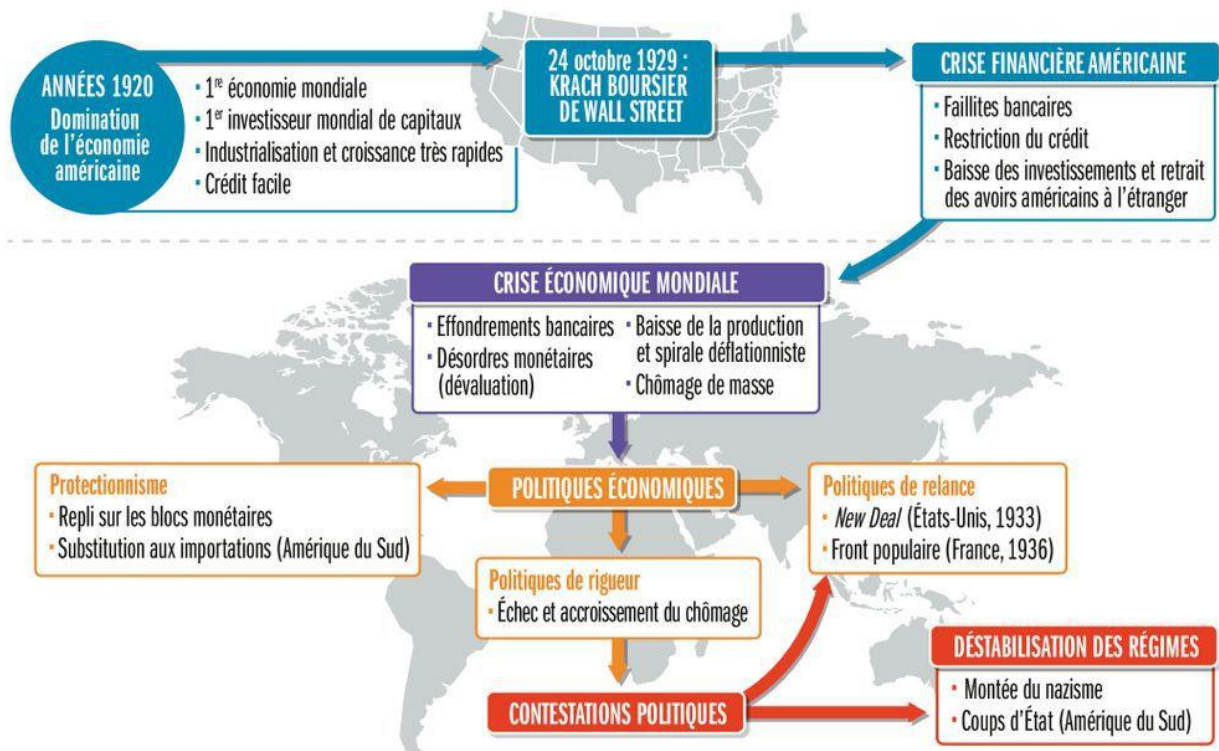 ANNÉES 1920
Domination
de l'économie
américaine
▪ 1re économie mondiale
▪ 1er investisseur mondial de capitaux
▪ Industrialisation et croissance très rapides
▪ Crédit facile
24 octobre 1929 :
KRACH BOURSIER
DE WALL STREET
CRISE FINANCIÈRE AMÉRICAINE
▪ Faillites bancaires
▪ Restriction du crédit
▪ Baisse des investissements et retrait
des avoirs américains à l'étranger
CRISE ÉCONOMIQUE MONDIALE
▪ Effondrements bancaires
▪ Désordres monétaires
(dévaluation)
▪ Baisse de la production
et spirale déflationniste
▪ Chômage de masse
POLITIQUES ÉCONOMIQUES
Protectionnisme
▪ Repli sur les blocs monétaires
▪ Substitution aux importations (Amérique du Sud)
Politiques de rigueur
▪ Échec et accroissement du chômage
Politiques de relance
▪ New Deal (États-Unis, 1933)
▪ Front populaire (France, 1936)
CONTESTATIONS POLITIQUES
DÉSTABILISATION DES RÉGIMES
▪ Montée du nazisme
▪ Coups d'État (Amérique du Sud)